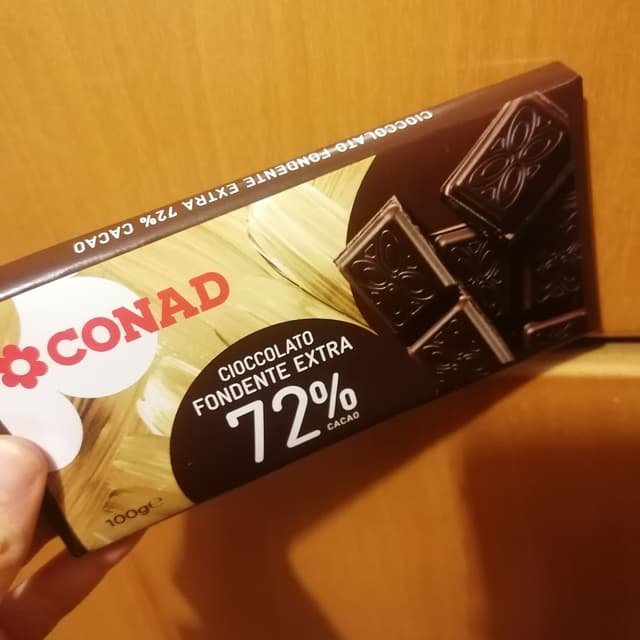 CIOCCOLATO FONDENTE EXTRA 72% CACAO
CONAD
CIOCCOLATO
FONDENTE EXTRA
72%
CACAO
100g℮